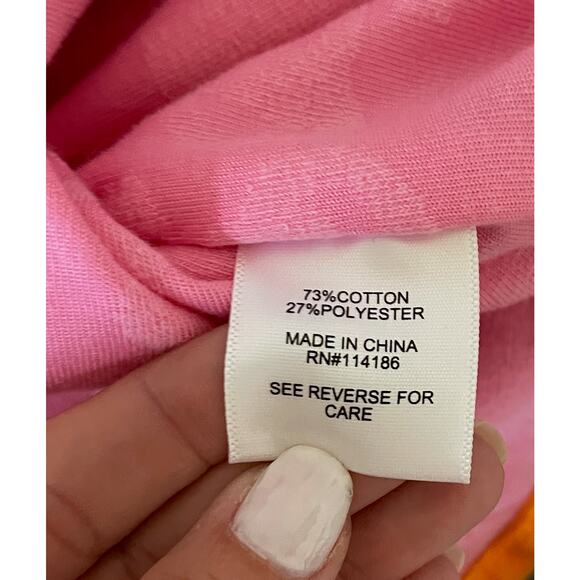 73%COTTON
27%POLYESTER
MADE IN CHINA
RN#114186
SEE REVERSE FOR
CARE